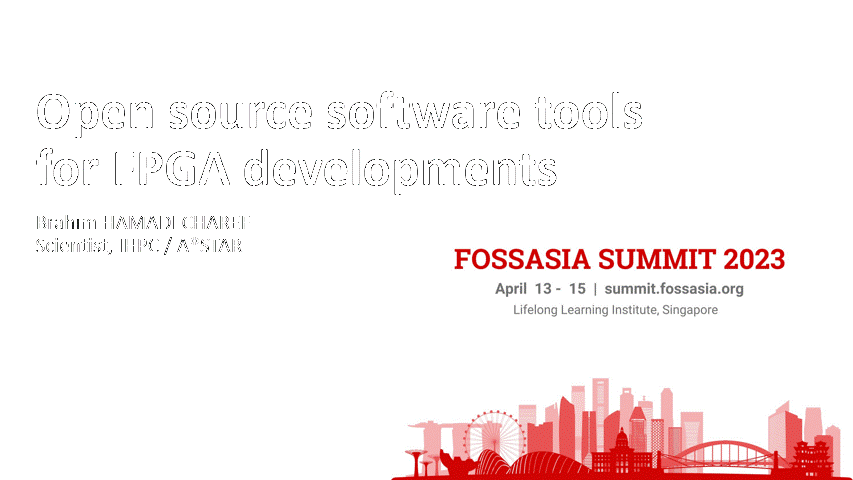 Open source software tools
for FPGA developments
Brahim HAMADICHAREF
Scientist, IHPC / A*STAR
FOSSASIA SUMMIT 2023
April 13 - 15 | summit.fossasia.org
Lifelong Learning Institute, Singapore